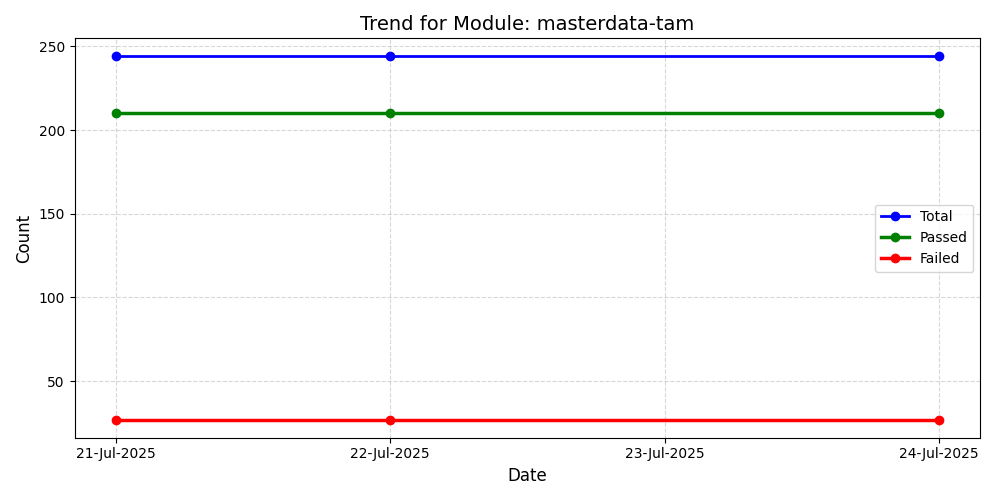 Trend for Module: masterdata-tam
Count
250
200
150
100
50
Total
Passed
Failed
21-Jul-2025
22-Jul-2025
23-Jul-2025
24-Jul-2025
Date